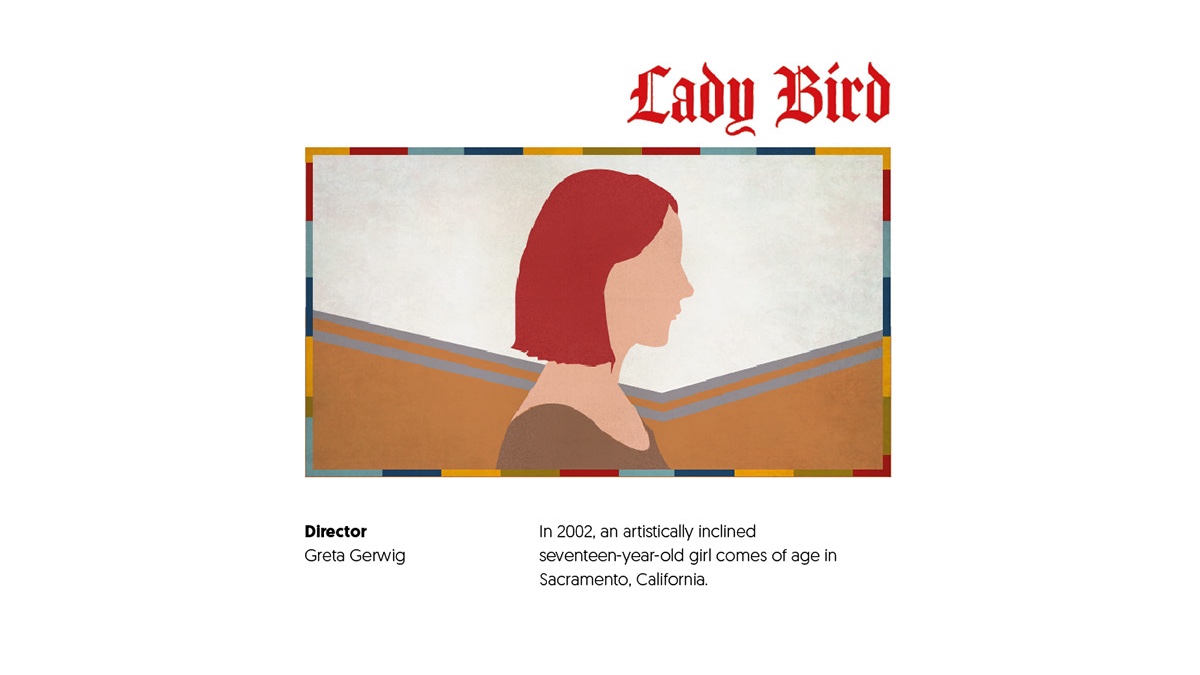 Lady Bird
Director
Greta Gerwig
In 2002, an artistically inclined
seventeen-year-old girl comes of age in
Sacramento, California.